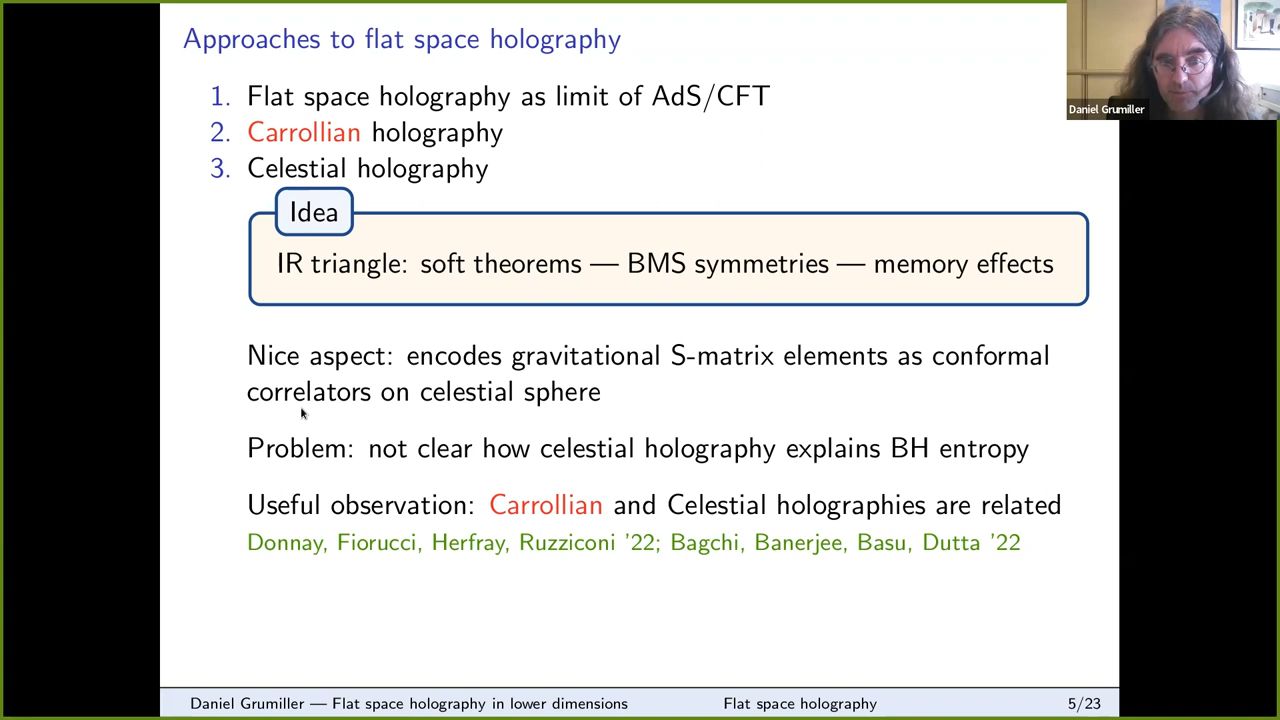 Approaches to flat space holography
1. Flat space holography as limit of AdS/CFT
2. Carrollian holography
3. Celestial holography
Idea
IR triangle: soft theorems — BMS symmetries — memory effects
Nice aspect: encodes gravitational S-matrix elements as conformal
correlators on celestial sphere
Problem: not clear how celestial holography explains BH entropy
Useful observation: Carrollian and Celestial holographies are related
Donnay, Fiorucci, Herfray, Ruzziconi '22; Bagchi, Banerjee, Basu, Dutta '22
Daniel Grumiller — Flat space holography in lower dimensions Flat space holography 5/23
Daniel Grumiller